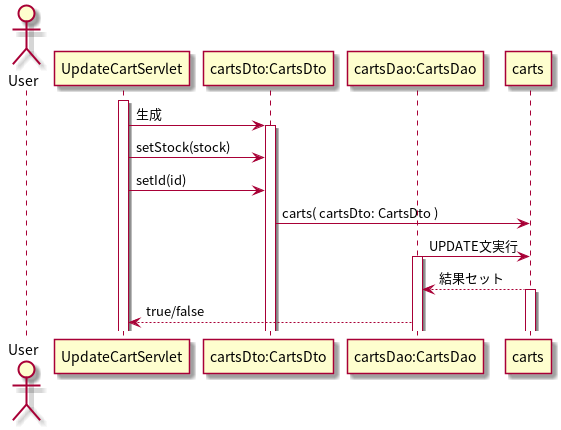 User
UpdateCartServlet
cartsDto:CartsDto
cartsDao:CartsDao
carts
生成
setStock(stock)
setId(id)
carts( cartsDto: CartsDto )
UPDATE文実行
結果セット
true/false
User
UpdateCartServlet
cartsDto:CartsDto
cartsDao:CartsDao
carts